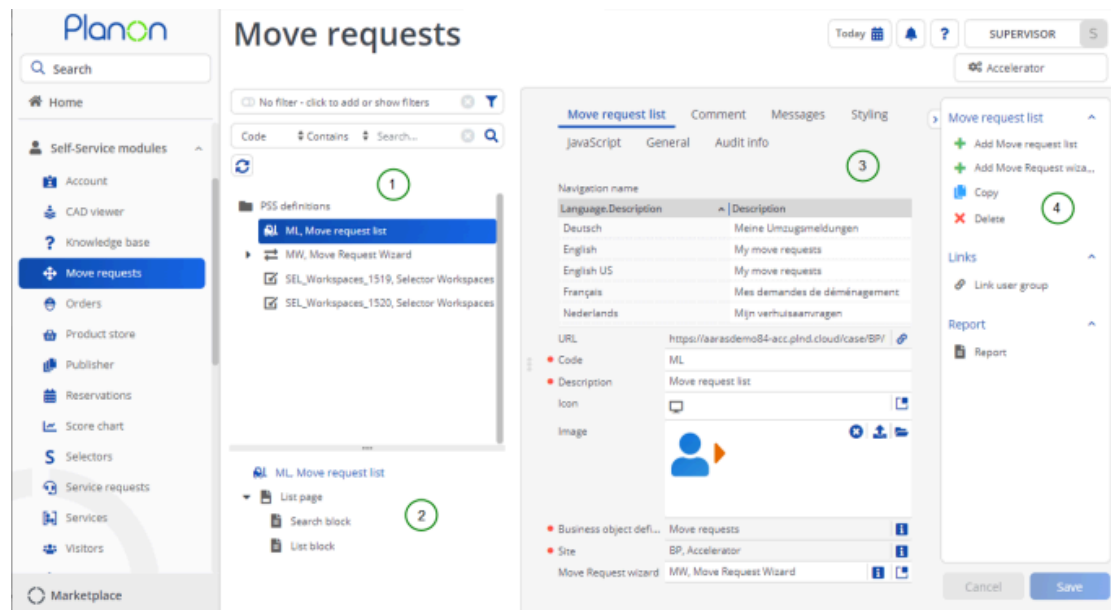 Planon
Move requests
Today
?
SUPERVISOR
S
Search
Accelerator
Home
Self-Service modules
Account
CAD viewer
? Knowledge base
Move requests
Orders
Product store
Publisher
Reservations
Score chart
S Selectors
Service requests
Services
Visitors
Marketplace
No filter - click to add or show filters
Code Contains Search...
1
PSS definitions
ML, Move request list
MW, Move Request Wizard
SEL_Workspaces_1519, Selector Workspaces
SEL_Workspaces_1520, Selector Workspaces
ML, Move request list
List page
Search block
List block
2
Move request list Comment Messages Styling
JavaScript General Audit info
3
Navigation name
Language.Description Description
Deutsch Meine Umzugsmeldungen
English My move requests
English US My move requests
Français Mes demandes de déménagement
Nederlands Mijn verhuisaanvragen
URL https://aarasdemo84-acc.plnd.cloud/case/BP/
Code ML
Description Move request list
Icon
Image
Business object defi... Move requests
Site BP, Accelerator
Move Request wizard MW, Move Request Wizard
Move request list
Add Move request list
Add Move Request wiza...
Copy
Delete
4
Links
Link user group
Report
Report
Cancel Save